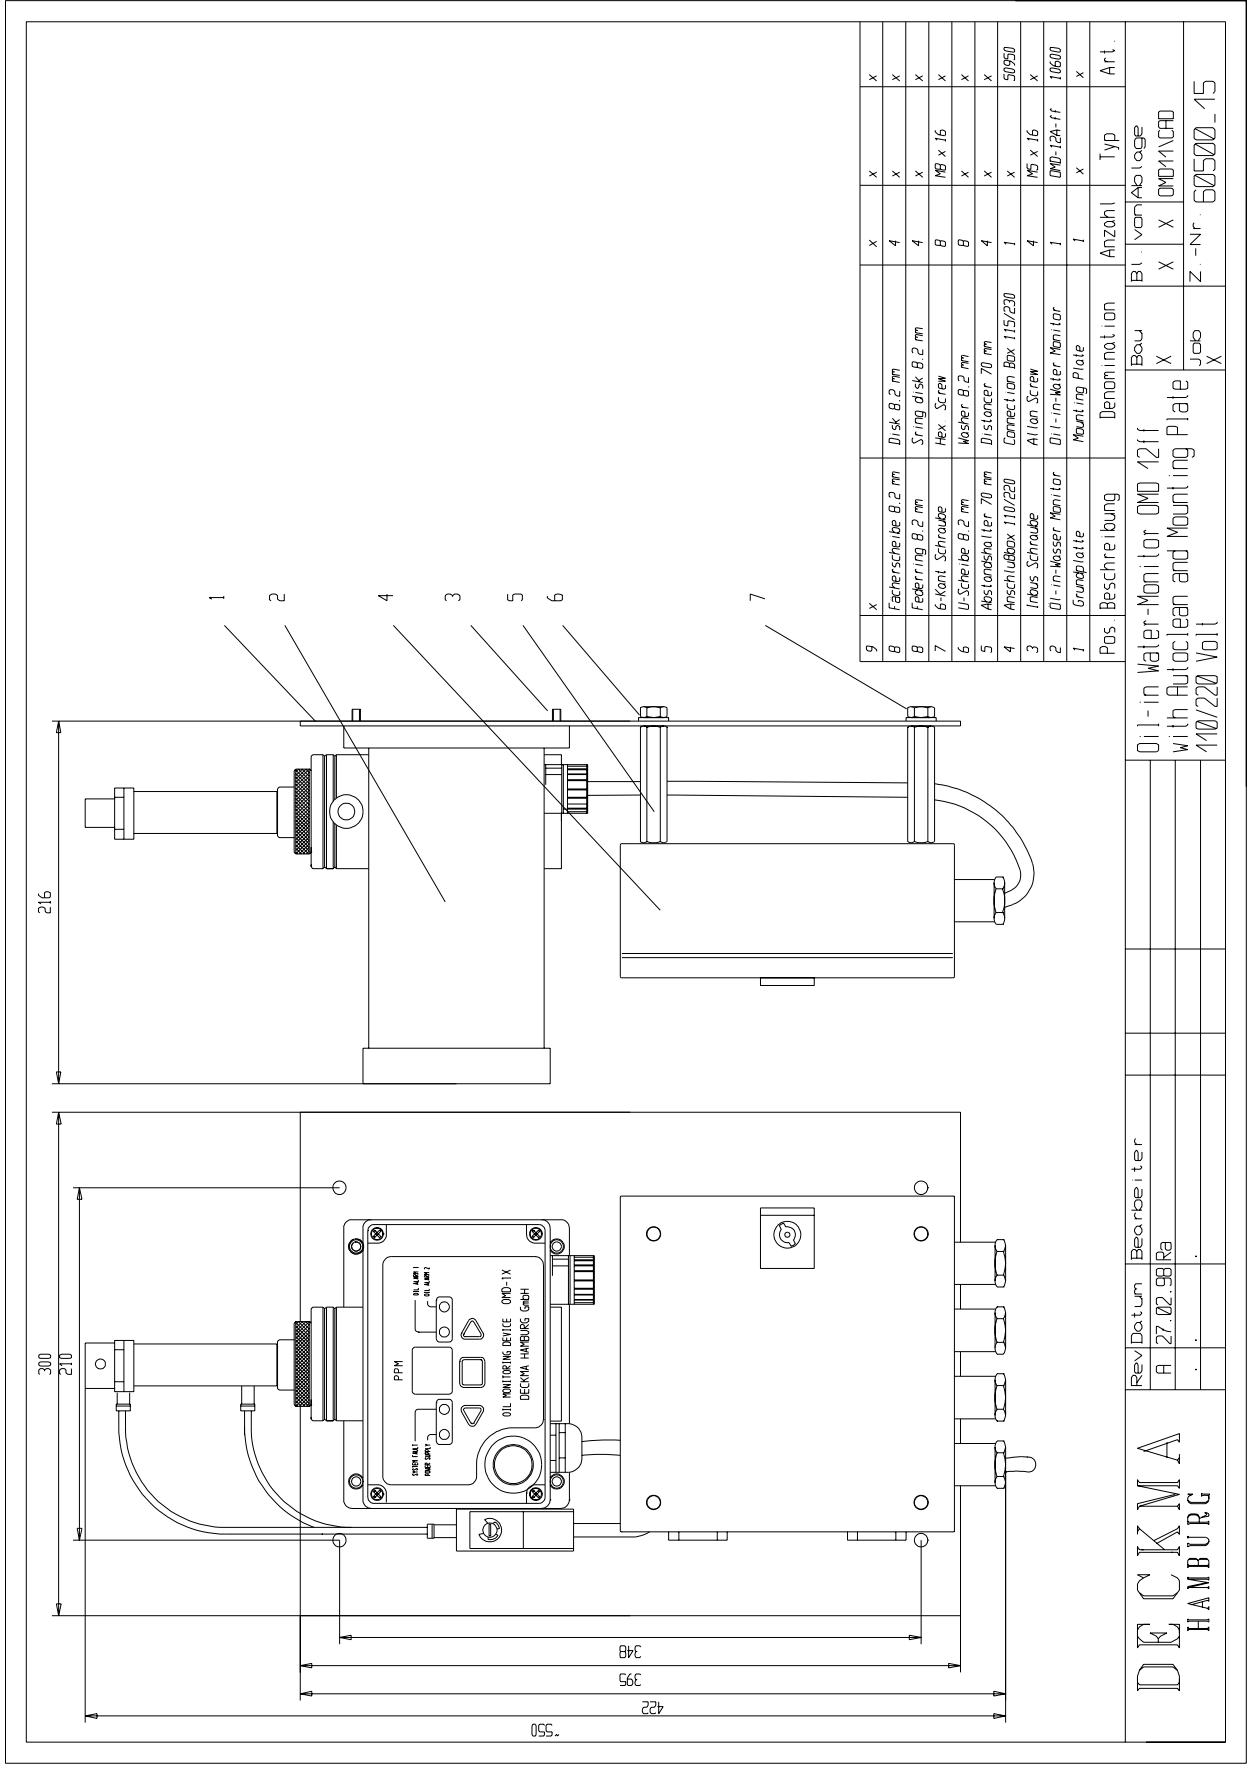 216
300
210
348
395
422
~550
1
2
4
3
5
6
7
PPM
SYSTEM FAULT
POWER SUPPLY
OIL ALARM 1
OIL ALARM 2
OIL MONITORING DEVICE OMD-1X
DECKMA HAMBURG GmbH
9 x x x x
8 Facherscheibe 8.2 mm Disk 8.2 mm 4 x x
8 Federring 8.2 mm Sring disk 8.2 mm 4 x x
7 6-Kant Schraube Hex Screw 8 M8 x 16 x
6 U-Scheibe 8.2 mm Washer 8.2 mm 8 x x
5 Abstandshalter 70 mm Distancer 70 mm 4 x x
4 Anschlußbox 110/220 Connection Box 115/230 1 x 50950
3 Inbus Schraube Allan Screw 4 M5 x 16 x
2 Öl-in-Wasser Monitor Oil-in-Water Monitor 1 OMD-12A-ff 10600
1 Grundplatte Mounting Plate 1 x x
Pos. Beschreibung Denomination Anzahl Typ Art.
DECKMA
HAMBURG
Rev Datum Bearbeiter
A 27.02.98 Ra
. .
Oil-in Water-Monitor OMD 12ff
with Autoclean and Mounting Plate
110/220 Volt
Bau
X
Job
X
Bl. von Ablage
X X OMD11\CAD
Z.-Nr. 60500_15